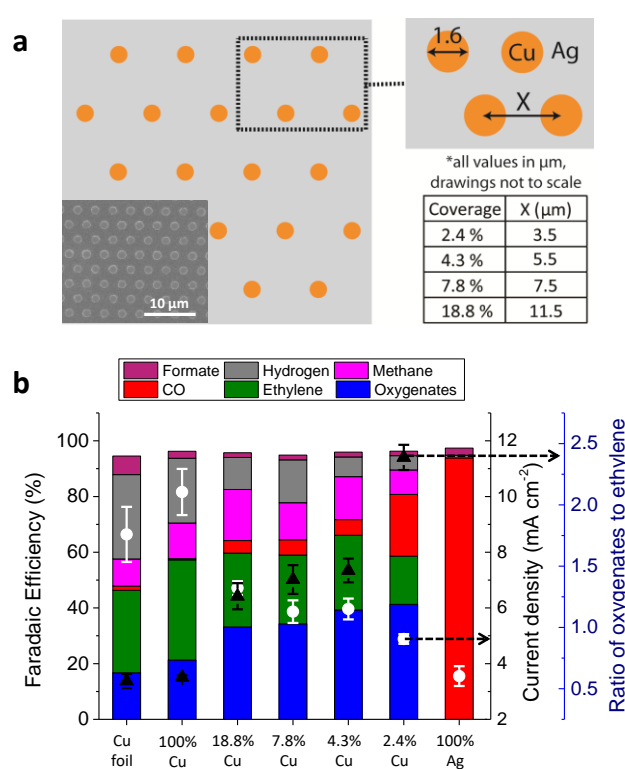 a
1.6
Cu
Ag
X
*all values in µm,
drawings not to scale
Coverage X (µm)
2.4 % 3.5
4.3 % 5.5
7.8 % 7.5
18.8 % 11.5
10 µm
b
Formate Hydrogen Methane
CO Ethylene Oxygenates
Faradaic Efficiency (%)
100
80
60
40
20
0
12
10
8
6
4
2
Current density (mA cm⁻²)
2.5
2.0
1.5
1.0
0.5
Ratio of oxygenates to ethylene
Cu 100% 18.8% 7.8% 4.3% 2.4% 100%
foil Cu Cu Cu Cu Cu Ag